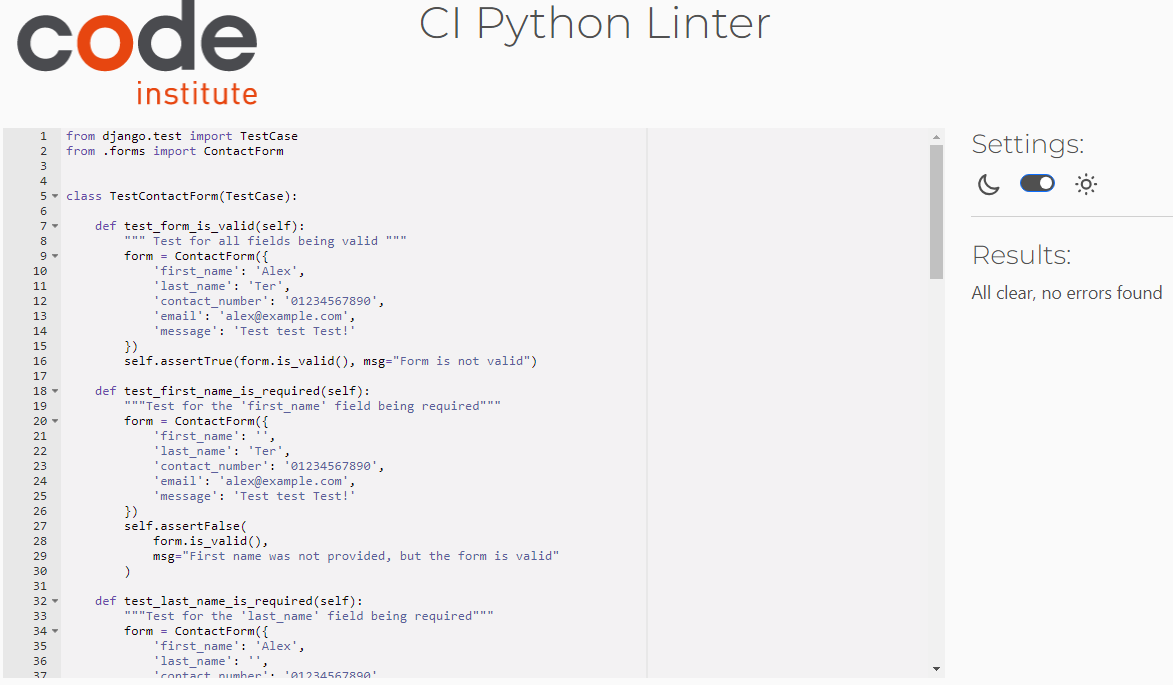 code
institute
CI Python Linter
1 from django.test import TestCase
2 from .forms import ContactForm
3
4
5 class TestContactForm(TestCase):
6
7     def test_form_is_valid(self):
8         """ Test for all fields being valid """
9         form = ContactForm({
10             'first_name': 'Alex',
11             'last_name': 'Ter',
12             'contact_number': '01234567890',
13             'email': 'alex@example.com',
14             'message': 'Test test Test!'
15         })
16         self.assertTrue(form.is_valid(), msg="Form is not valid")
17
18     def test_first_name_is_required(self):
19         """Test for the 'first_name' field being required"""
20         form = ContactForm({
21             'first_name': '',
22             'last_name': 'Ter',
23             'contact_number': '01234567890',
24             'email': 'alex@example.com',
25             'message': 'Test test Test!'
26         })
27         self.assertFalse(
28             form.is_valid(),
29             msg="First name was not provided, but the form is valid"
30         )
31
32     def test_last_name_is_required(self):
33         """Test for the 'last_name' field being required"""
34         form = ContactForm({
35             'first_name': 'Alex',
36             'last_name': '',
37             'contact_number': '01234567890'
Settings:
Results:
All clear, no errors found